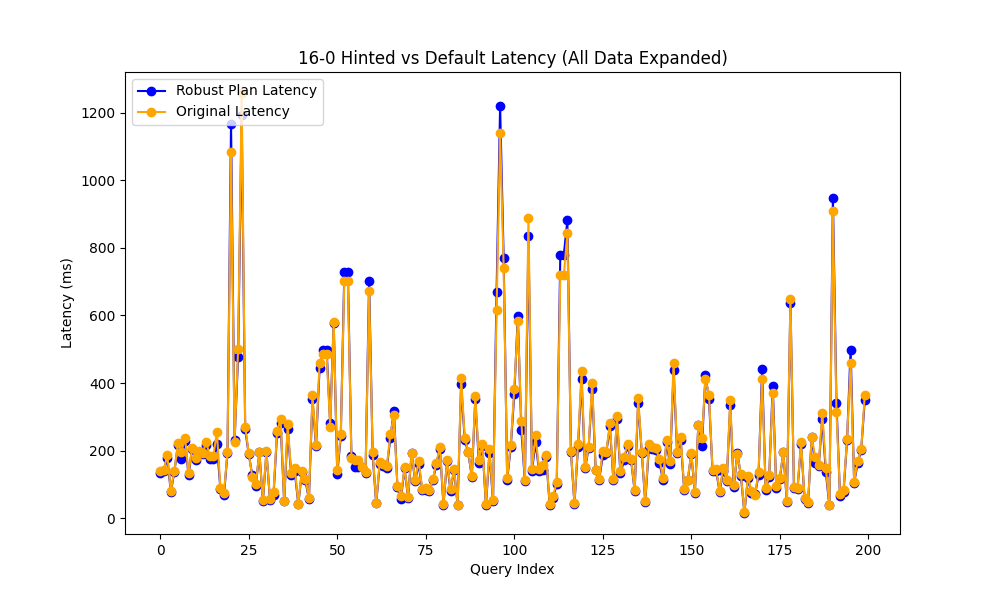 16-0 Hinted vs Default Latency (All Data Expanded)
Robust Plan Latency
Original Latency
Latency (ms)
1200
1000
800
600
400
200
0
0 25 50 75 100 125 150 175 200
Query Index